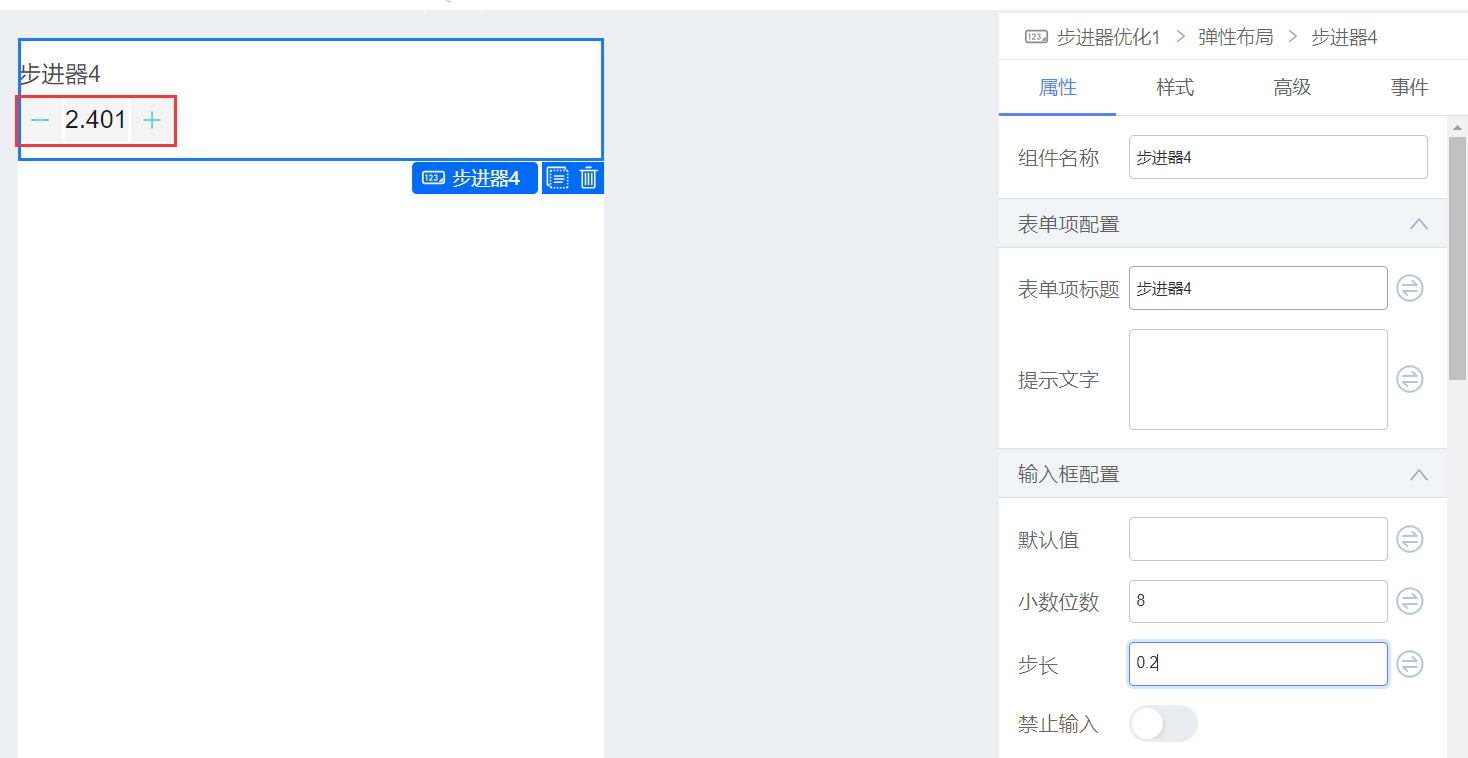 步进器4
2.401
123 步进器4
123 步进器优化1 > 弹性布局 > 步进器4
属性 样式 高级 事件
组件名称 步进器4
表单项配置
表单项标题 步进器4
提示文字
输入框配置
默认值
小数位数 8
步长 0.2
禁止输入